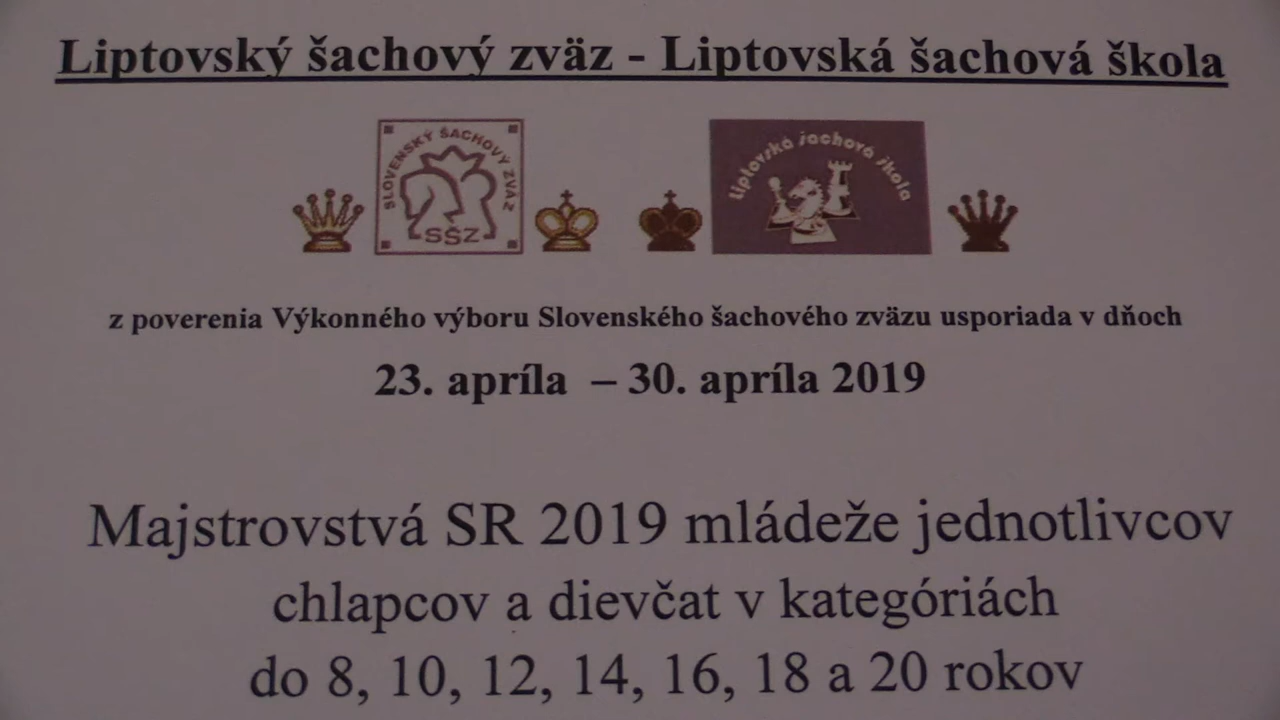 Liptovský šachový zväz - Liptovská šachová škola
SLOVENSKÝ ŠACHOVÝ ZVÄZ
SŠZ
Liptovská šachová škola
z poverenia Výkonného výboru Slovenského šachového zväzu usporiada v dňoch
23. apríla – 30. apríla 2019
Majstrovstvá SR 2019 mládeže jednotlivcov
chlapcov a dievčat v kategóriách
do 8, 10, 12, 14, 16, 18 a 20 rokov